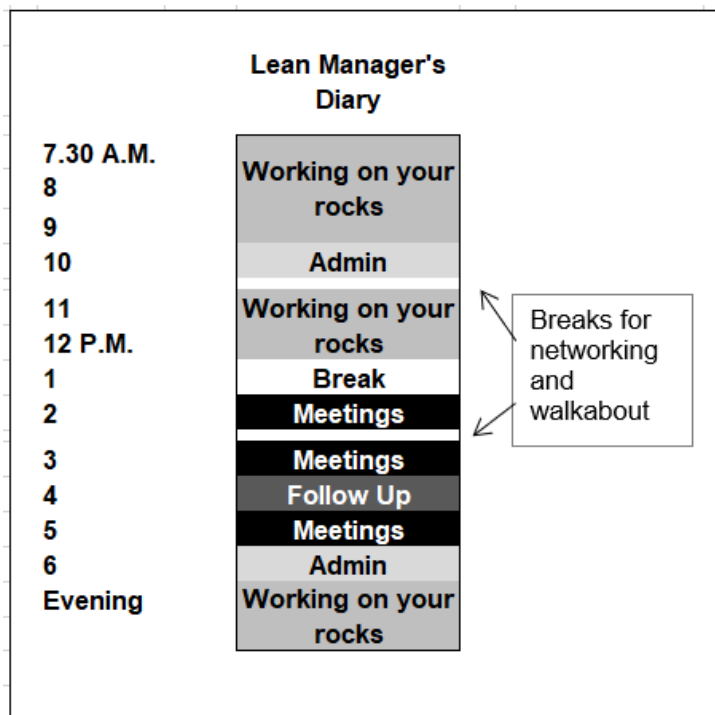 Lean Manager's
Diary
7.30 A.M.
Working on your
8
rocks
9
10 Admin
11 Working on your
12 P.M. rocks
1 Break
2 Meetings
3 Meetings
4 Follow Up
5 Meetings
6 Admin
Evening Working on your
rocks
Breaks for
networking
and
walkabout